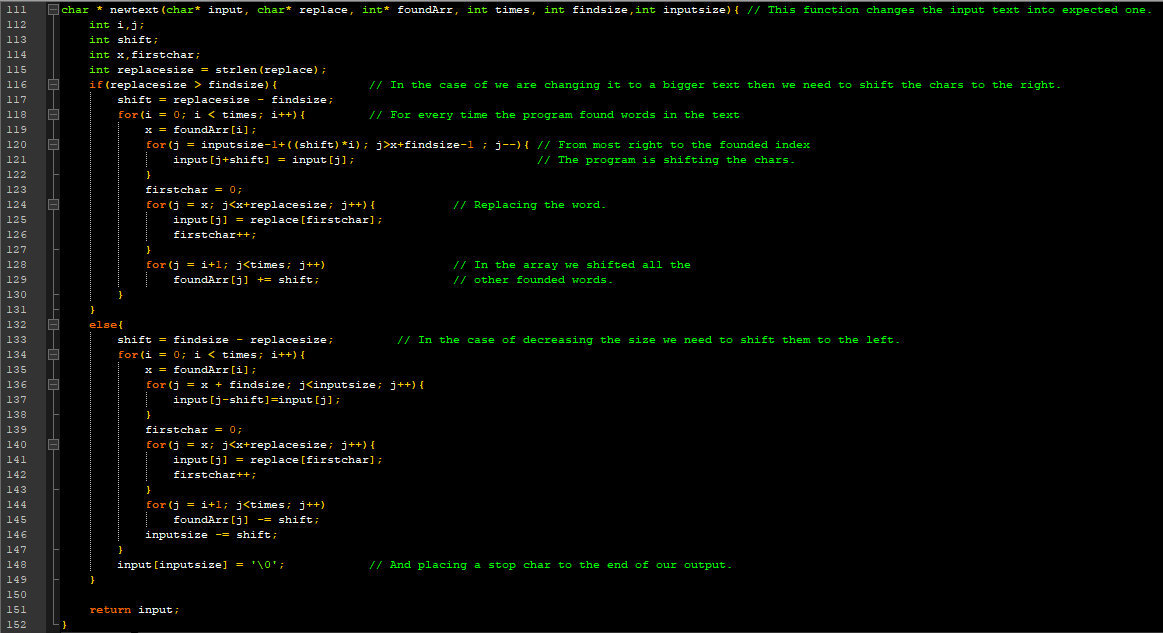 111 char * newtext(char* input, char* replace, int* foundArr, int times, int findsize,int inputsize){ // This function changes the input text into expected one.
112 int i,j;
113 int shift;
114 int x,firstchar;
115 int replacesize = strlen(replace);
116 if(replacesize > findsize){ // In the case of we are changing it to a bigger text then we need to shift the chars to the right.
117 shift = replacesize - findsize;
118 for(i = 0; i < times; i++){ // For every time the program found words in the text
119 x = foundArr[i];
120 for(j = inputsize-1+((shift)*i); j>x+findsize-1 ; j--){ // From most right to the founded index
121 input[j+shift] = input[j]; // The program is shifting the chars.
122 }
123 firstchar = 0;
124 for(j = x; j<x+replacesize; j++){ // Replacing the word.
125 input[j] = replace[firstchar];
126 firstchar++;
127 }
128 for(j = i+1; j<times; j++) // In the array we shifted all the
129 foundArr[j] += shift; // other founded words.
130 }
131 }
132 else{
133 shift = findsize - replacesize; // In the case of decreasing the size we need to shift them to the left.
134 for(i = 0; i < times; i++){
135 x = foundArr[i];
136 for(j = x + findsize; j<inputsize; j++){
137 input[j-shift]=input[j];
138 }
139 firstchar = 0;
140 for(j = x; j<x+replacesize; j++){
141 input[j] = replace[firstchar];
142 firstchar++;
143 }
144 for(j = i+1; j<times; j++)
145 foundArr[j] -= shift;
146 inputsize -= shift;
147 }
148 input[inputsize] = '\0'; // And placing a stop char to the end of our output.
149 }
150
151 return input;
152 }